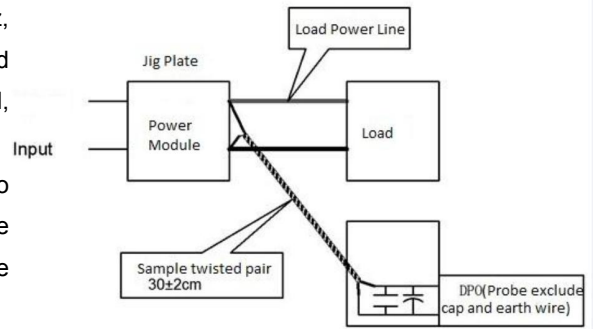 z,
d
l,
o
e
e
Load Power Line
Jig Plate
Power
Module
Load
Input
Sample twisted pair
30±2cm
DPO(Probe exclude
cap and earth wire)